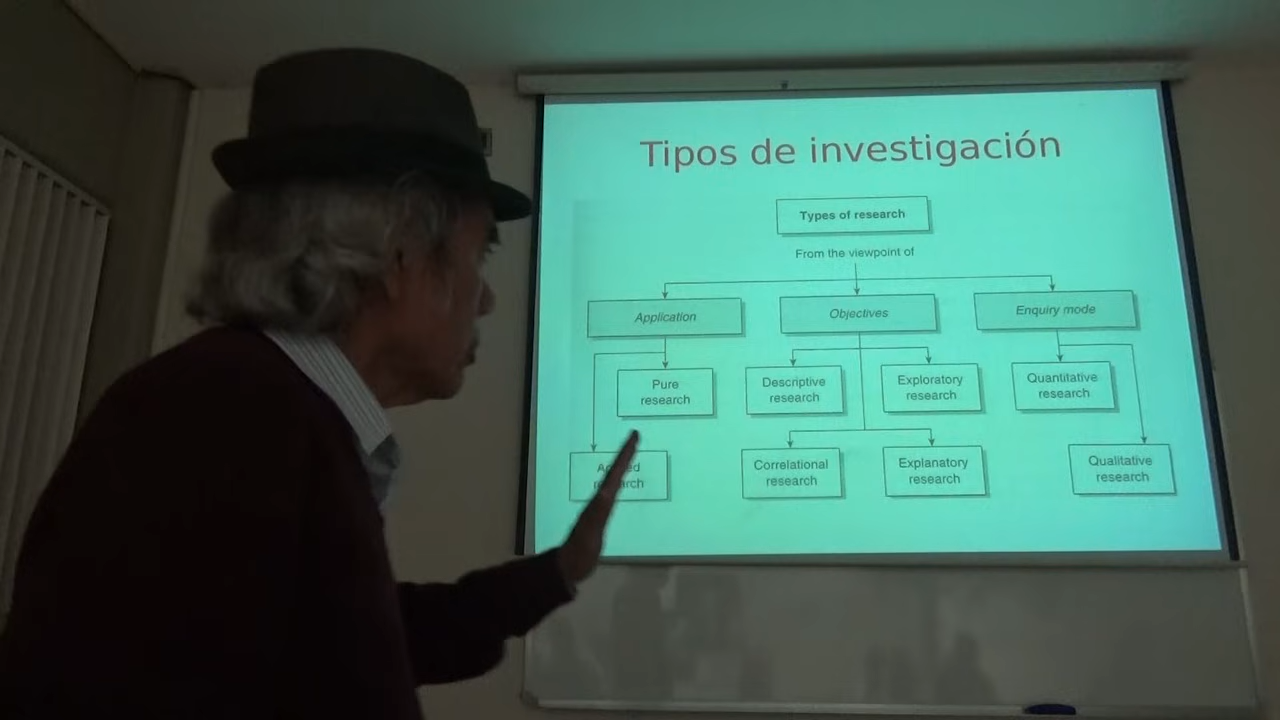 Tipos de investigación
Types of research
From the viewpoint of
Application
Objectives
Enquiry mode
Pure
research
Descriptive
research
Exploratory
research
Quantitative
research
Correlational
research
Explanatory
research
Qualitative
research